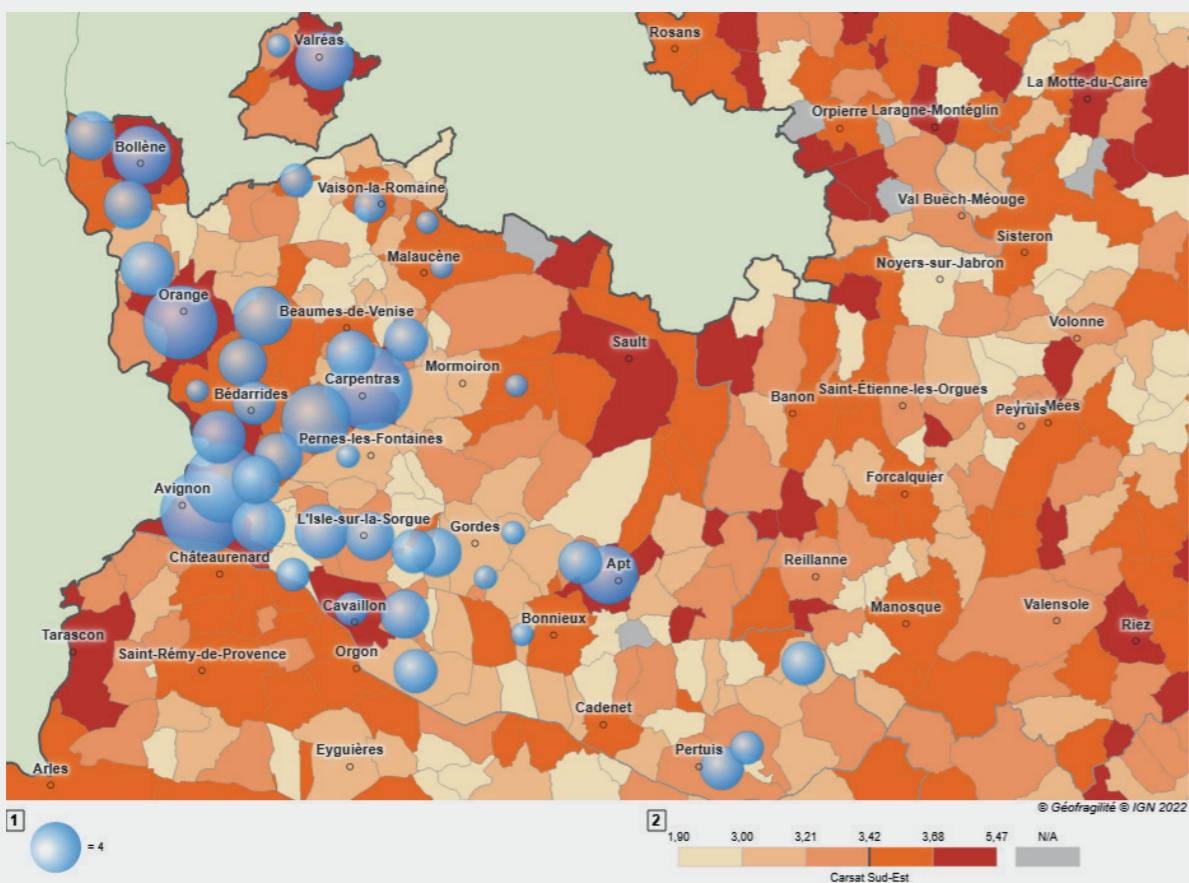 Rosans
Valréas
La Motte-du-Caire
Orpierre
Laragne-Montéglin
Bollène
Vaison-la-Romaine
Val Buëch-Méouge
Sisteron
Malaucène
Noyers-sur-Jabron
Orange
Beaumes-de-Venise
Volonne
Sault
Mormoiron
Carpentras
Saint-Étienne-les-Orgues
Bédarrides
Banon
Peyruis
Les Mées
Pernes-les-Fontaines
Forcalquier
Avignon
L'Isle-sur-la-Sorgue
Gordes
Châteaurenard
Apt
Reillanne
Cavaillon
Manosque
Valensole
Bonnieux
Riez
Tarascon
Saint-Rémy-de-Provence
Orgon
Cadenet
Eyguières
Pertuis
Arles
© Géofragilité © IGN 2022
1
= 4
2
1,90 3,00 3,21 3,42 3,68 5,47 N/A
Carsat Sud-Est